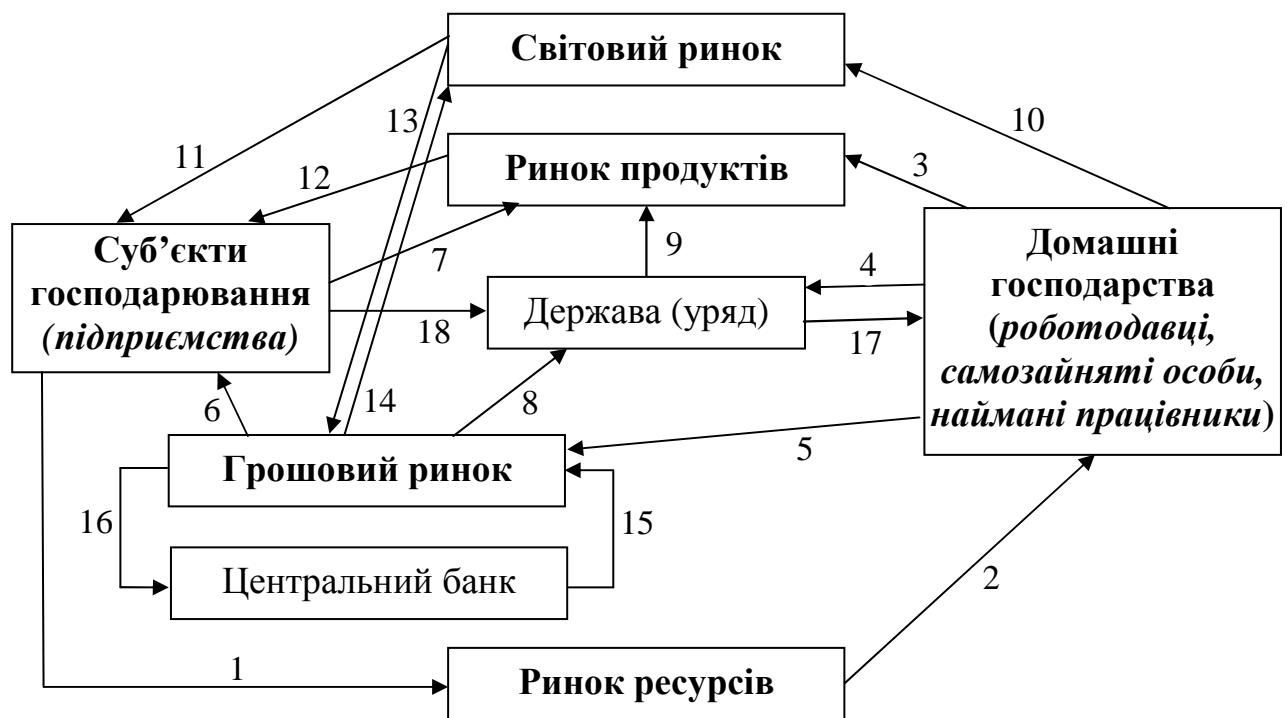 Світовий ринок
13
10
11
Ринок продуктів
3
12
Суб’єкти
господарювання
(підприємства)
7
9
4
Домашні
господарства
(роботодавці,
самозайняті особи,
наймані працівники)
Держава (уряд)
18
17
6
14
8
5
Грошовий ринок
16
15
Центральний банк
2
1
Ринок ресурсів